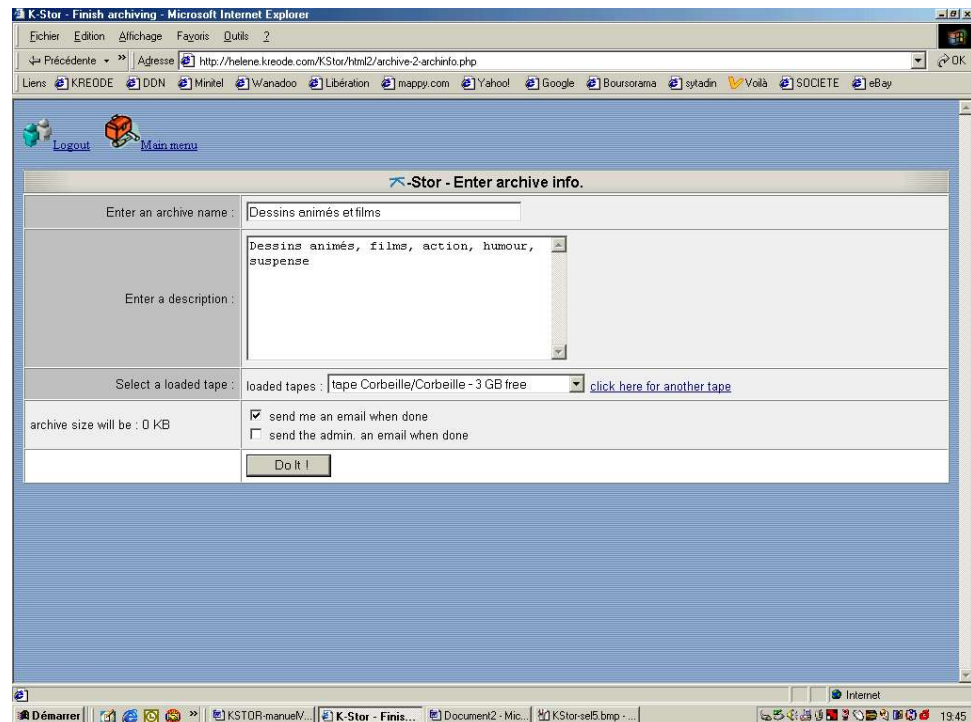 K-Stor - Finish archiving - Microsoft Internet Explorer
Fichier Edition Affichage Favoris Outils ?
Précédente » Adresse http://helene.kreode.com/KStor/html2/archive-2-archinfo.php OK
Liens KREODE DDN Minitel Wanadoo Libération mappy.com Yahoo! Google Boursorama sytadin Voilà SOCIETE eBay
Logout Main menu
-Stor - Enter archive info.
Enter an archive name : Dessins animés et films
Dessins animés, films, action, humour,
suspense
Enter a description :
Select a loaded tape : loaded tapes : tape Corbeille/Corbeille - 3 GB free click here for another tape
send me an email when done
archive size will be : 0 KB
send the admin. an email when done
Do It !
Internet
Démarrer » KSTOR-manuelV... K-Stor - Finis... Document2 - Mic... KStor-sel5.bmp - ... 19:45